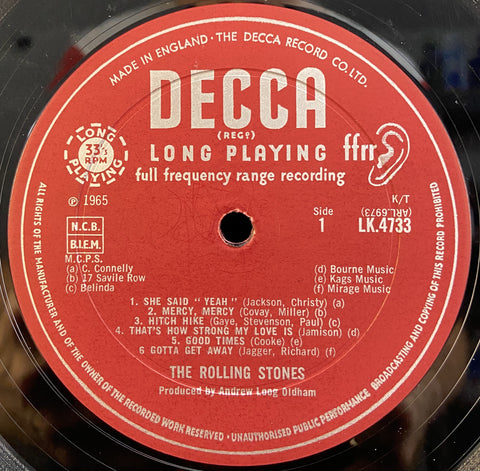 MADE IN ENGLAND · THE DECCA RECORD CO. LTD.
DECCA
(REGD)
LONG PLAYING
ffrr
full frequency range recording
LONG PLAYING
33⅓
RPM
℗ 1965
N.C.B.
B.I.E.M.
Side
1
K/T
(ARL.6973)
LK.4733
M.C.P.S.
(a) C. Connelly
(b) 17 Savile Row
(c) Belinda
(d) Bourne Music
(e) Kags Music
(f) Mirage Music
1. SHE SAID "YEAH" (Jackson, Christy) (a)
2. MERCY, MERCY (Covay, Miller) (b)
3. HITCH HIKE (Gaye, Stevenson, Paul) (c)
4. THAT'S HOW STRONG MY LOVE IS (Jamison) (d)
5. GOOD TIMES (Cooke) (e)
6 GOTTA GET AWAY (Jagger, Richard) (f)
THE ROLLING STONES
Produced by Andrew Loog Oldham
ALL RIGHTS OF THE MANUFACTURER AND OF THE OWNER OF THE RECORDED WORK RESERVED · UNAUTHORISED PUBLIC PERFORMANCE BROADCASTING AND COPYING OF THIS RECORD PROHIBITED